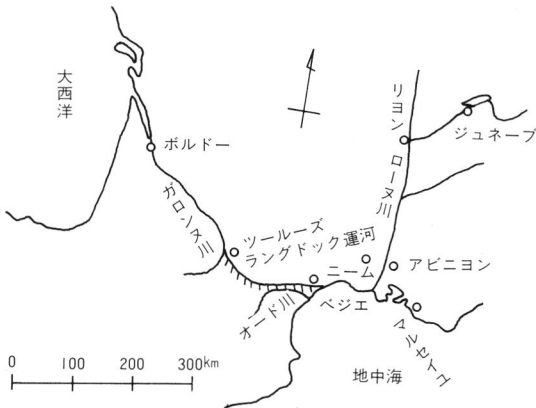 大西洋
ボルドー
ガロンヌ川
ツールーズ
ラングドック運河
オード川
ニーム
ベジエ
リヨン
ローヌ川
ジュネーブ
アビニヨン
マルセイユ
地中海
0 100 200 300km